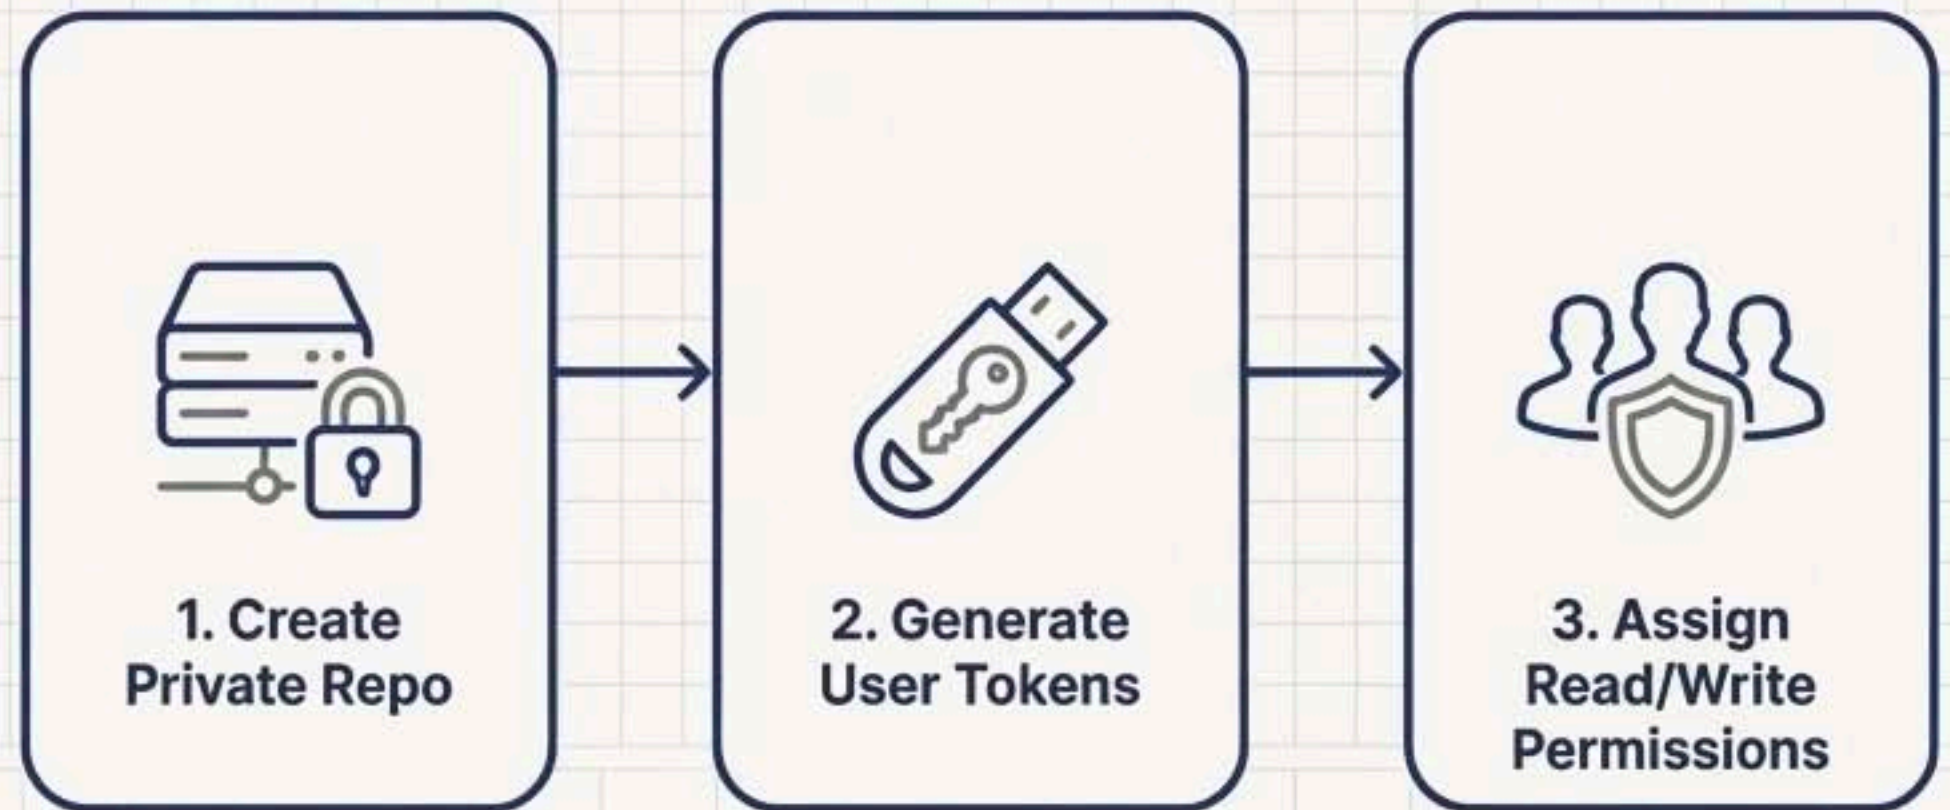 1. Create
Private Repo
2. Generate
User Tokens
3. Assign
Read/Write
Permissions